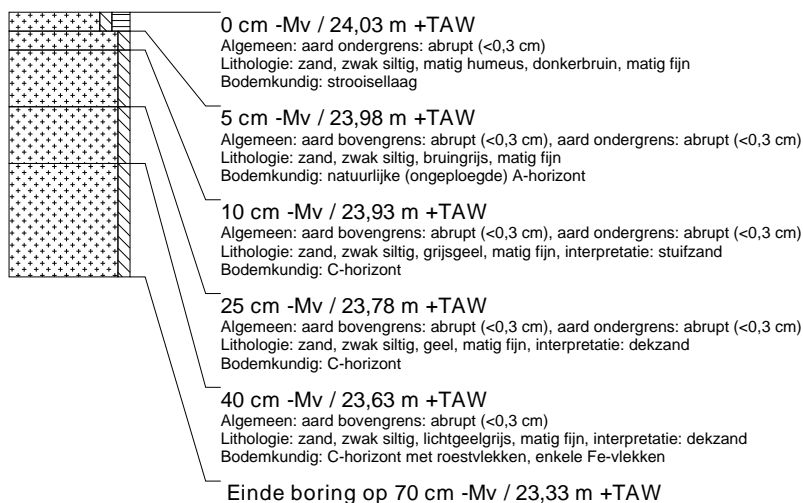 0 cm -Mv / 24,03 m +TAW
Algemeen: aard ondergrens: abrupt (<0,3 cm)
Lithologie: zand, zwak siltig, matig humeus, donkerbruin, matig fijn
Bodemkundig: strooisellaag
5 cm -Mv / 23,98 m +TAW
Algemeen: aard bovengrens: abrupt (<0,3 cm), aard ondergrens: abrupt (<0,3 cm)
Lithologie: zand, zwak siltig, bruingrijs, matig fijn
Bodemkundig: natuurlijke (ongeploegde) A-horizont
10 cm -Mv / 23,93 m +TAW
Algemeen: aard bovengrens: abrupt (<0,3 cm), aard ondergrens: abrupt (<0,3 cm)
Lithologie: zand, zwak siltig, grijsgeel, matig fijn, interpretatie: stuifzand
Bodemkundig: C-horizont
25 cm -Mv / 23,78 m +TAW
Algemeen: aard bovengrens: abrupt (<0,3 cm), aard ondergrens: abrupt (<0,3 cm)
Lithologie: zand, zwak siltig, geel, matig fijn, interpretatie: dekzand
Bodemkundig: C-horizont
40 cm -Mv / 23,63 m +TAW
Algemeen: aard bovengrens: abrupt (<0,3 cm)
Lithologie: zand, zwak siltig, lichtgeelgrijs, matig fijn, interpretatie: dekzand
Bodemkundig: C-horizont met roestvlekken, enkele Fe-vlekken
Einde boring op 70 cm -Mv / 23,33 m +TAW